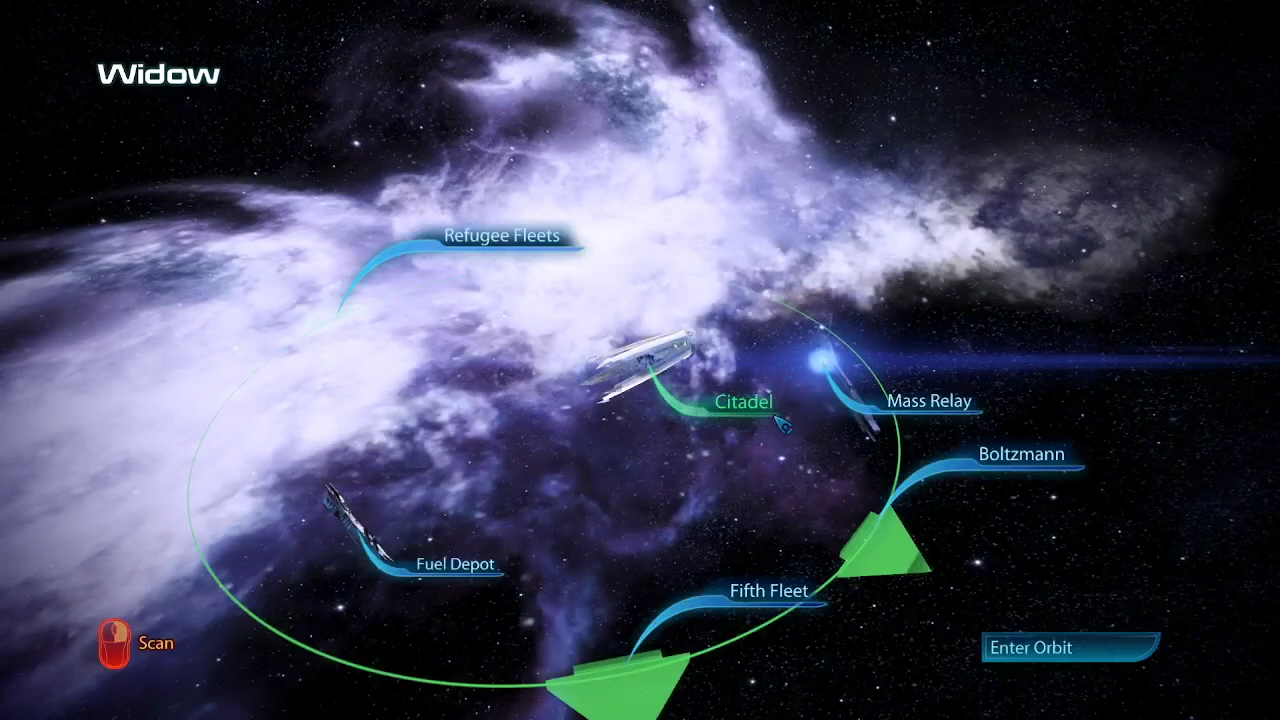 Widow
Refugee Fleets
Citadel
Mass Relay
Boltzmann
Fuel Depot
Fifth Fleet
Scan
Enter Orbit